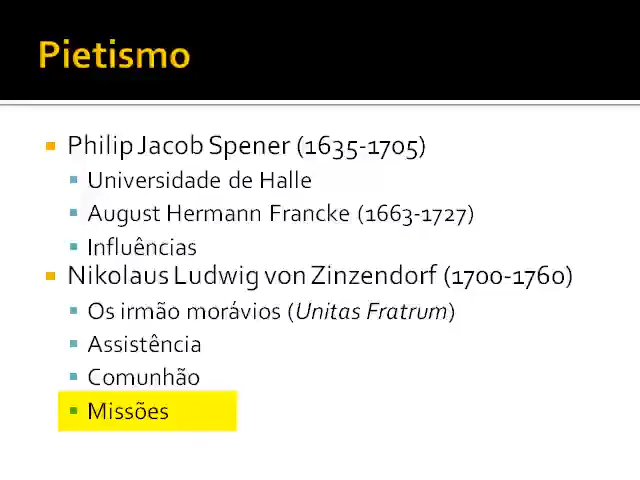 Pietismo
Philip Jacob Spener (1635-1705)
Universidade de Halle
August Hermann Francke (1663-1727)
Influências
Nikolaus Ludwig von Zinzendorf (1700-1760)
Os irmão morávios (Unitas Fratrum)
Assistência
Comunhão
Missões